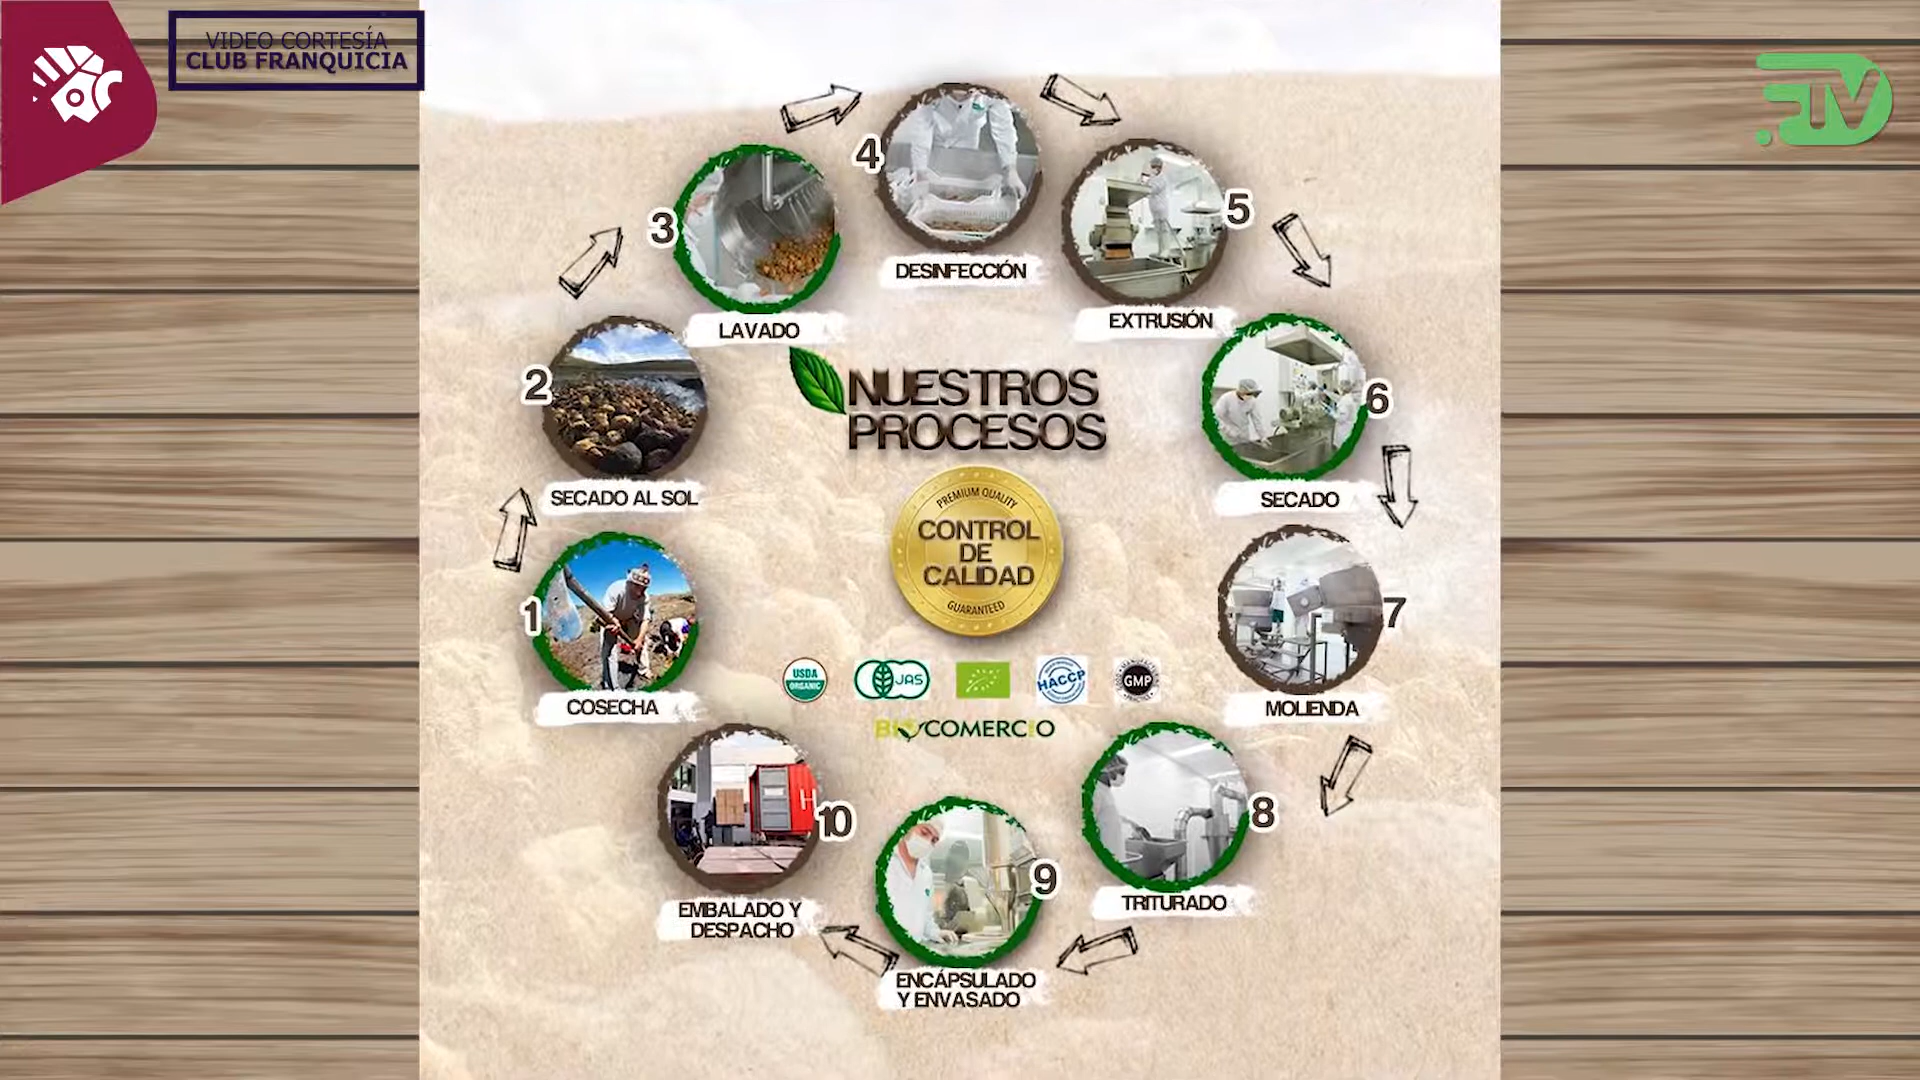 VIDEO CORTESÍA
CLUB FRANQUICIA
TV
NUESTROS
PROCESOS
PREMIUM QUALITY
CONTROL
DE
CALIDAD
GUARANTEED
USDA
ORGANIC
JAS
HACCP
GMP
BIOCOMERCIO
1
COSECHA
2
SECADO AL SOL
3
LAVADO
4
DESINFECCIÓN
5
EXTRUSIÓN
6
SECADO
7
MOLIENDA
8
TRITURADO
9
ENCÁPSULADO
Y ENVASADO
10
EMBALADO Y
DESPACHO